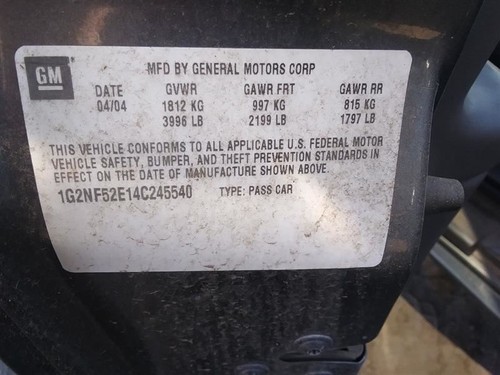 GM
MFD BY GENERAL MOTORS CORP
DATE GVWR GAWR FRT GAWR RR
04/04 1812 KG 997 KG 815 KG
3996 LB 2199 LB 1797 LB
THIS VEHICLE CONFORMS TO ALL APPLICABLE U.S. FEDERAL MOTOR
VEHICLE SAFETY, BUMPER, AND THEFT PREVENTION STANDARDS IN
EFFECT ON THE DATE OF MANUFACTURE SHOWN ABOVE.
1G2NF52E14C245540 TYPE: PASS CAR